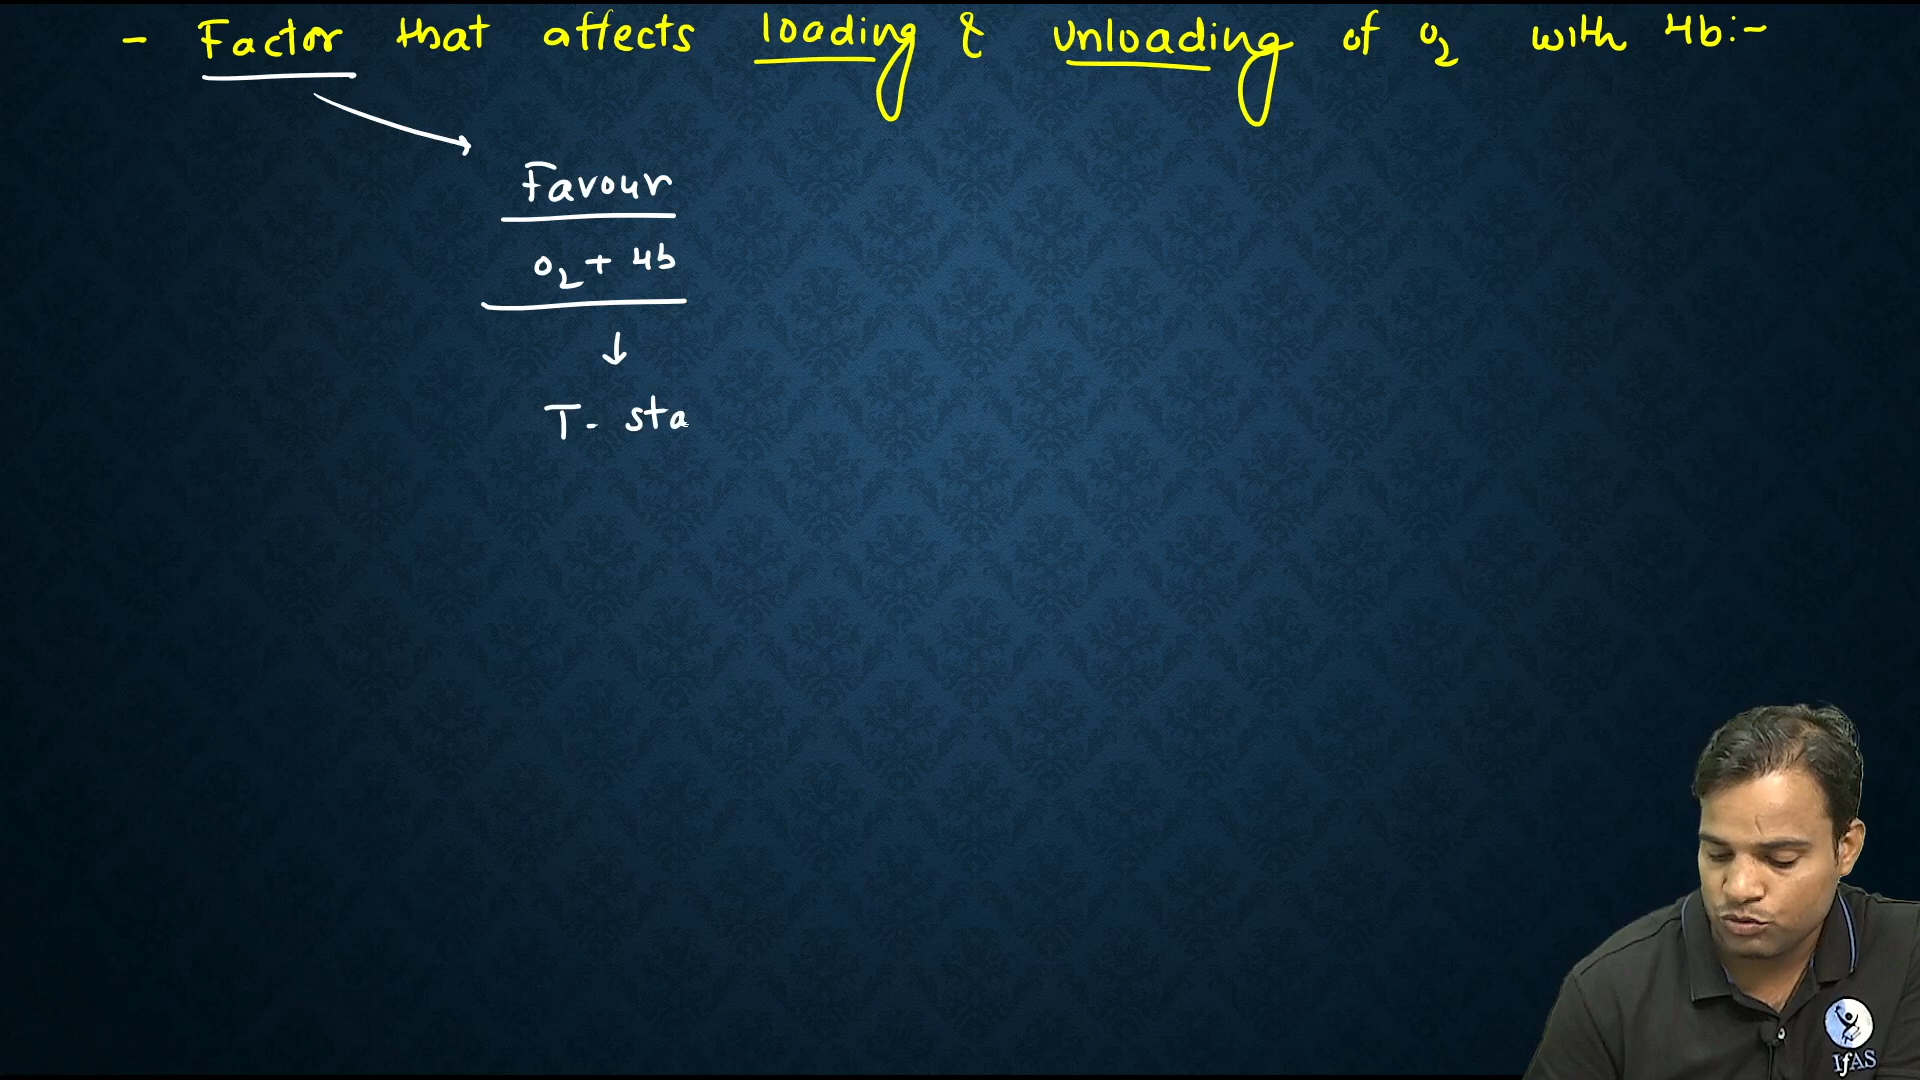 - Factor that affects loading & unloading of O2 with Hb:-
Favour
O2 + Hb
↓
T- sta
IfAS